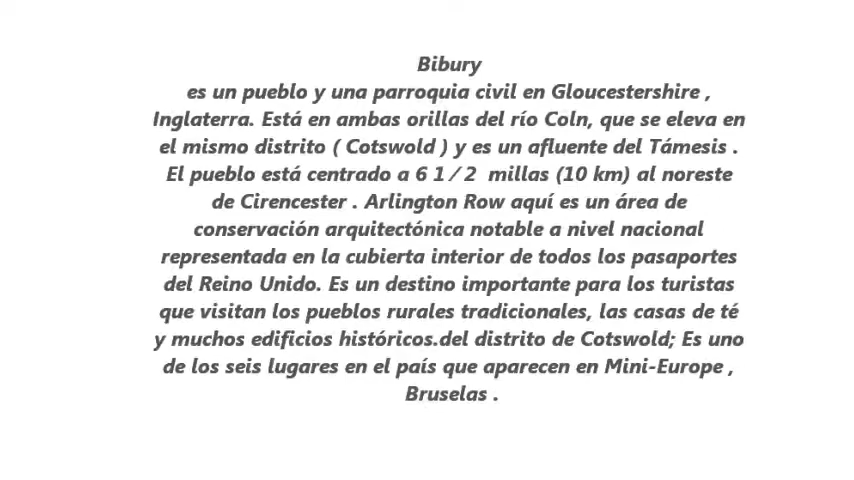 Bibury
es un pueblo y una parroquia civil en Gloucestershire ,
Inglaterra. Está en ambas orillas del río Coln, que se eleva en
el mismo distrito ( Cotswold ) y es un afluente del Támesis .
El pueblo está centrado a 6 1 ⁄ 2  millas (10 km) al noreste
de Cirencester . Arlington Row aquí es un área de
conservación arquitectónica notable a nivel nacional
representada en la cubierta interior de todos los pasaportes
del Reino Unido. Es un destino importante para los turistas
que visitan los pueblos rurales tradicionales, las casas de té
y muchos edificios históricos.del distrito de Cotswold; Es uno
de los seis lugares en el país que aparecen en Mini-Europe ,
Bruselas .